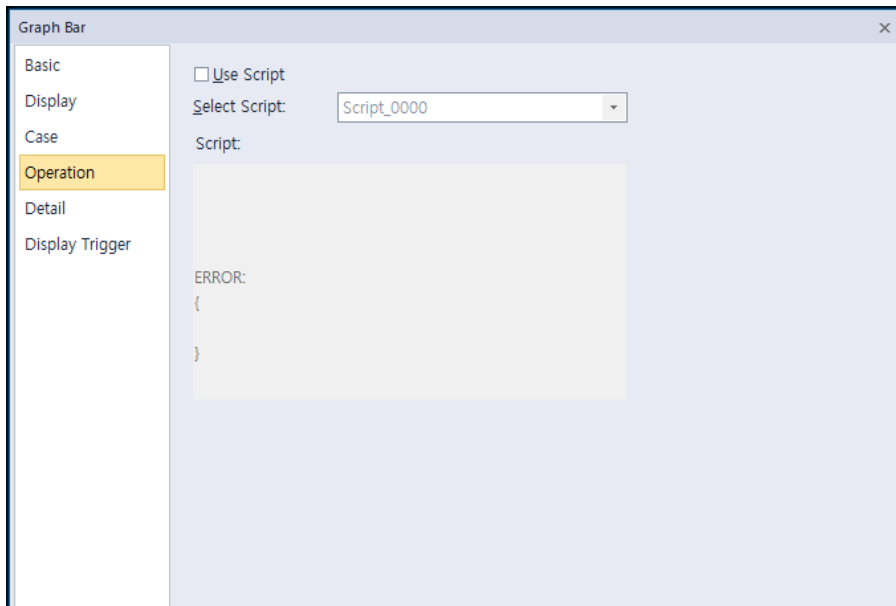 Graph Bar
Basic
Display
Case
Operation
Detail
Display Trigger
Use Script
Select Script: Script_0000
Script:
ERROR:
{
}